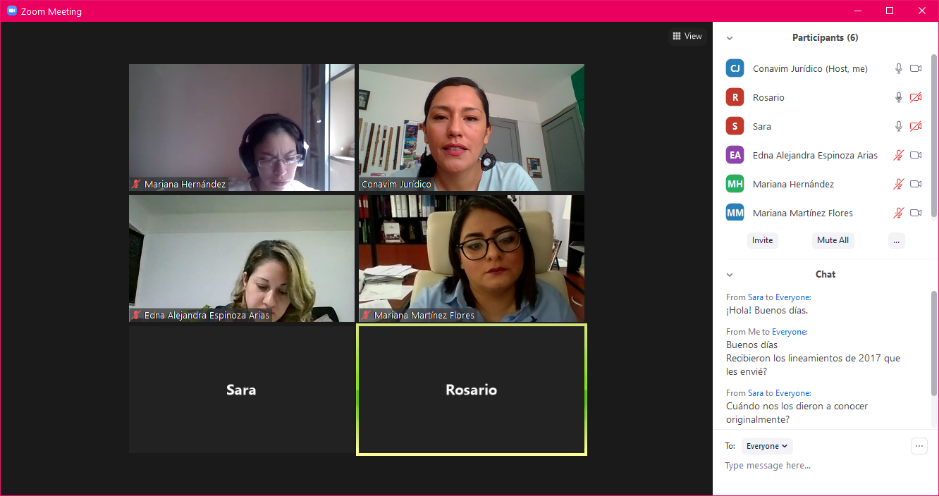 Zoom Meeting
View
Mariana Hernández
Conavim Jurídico
Edna Alejandra Espinoza Arias
Mariana Martínez Flores
Sara
Rosario
Participants (6)
CJ Conavim Jurídico (Host, me)
R Rosario
S Sara
EA Edna Alejandra Espinoza Arias
MH Mariana Hernández
MM Mariana Martínez Flores
Invite Mute All ...
Chat
From Sara to Everyone:
¡Hola! Buenos días.
From Me to Everyone:
Buenos días
Recibieron los lineamientos de 2017 que
les envié?
From Sara to Everyone:
Cuándo nos los dieron a conocer
originalmente?
To: Everyone
Type message here...